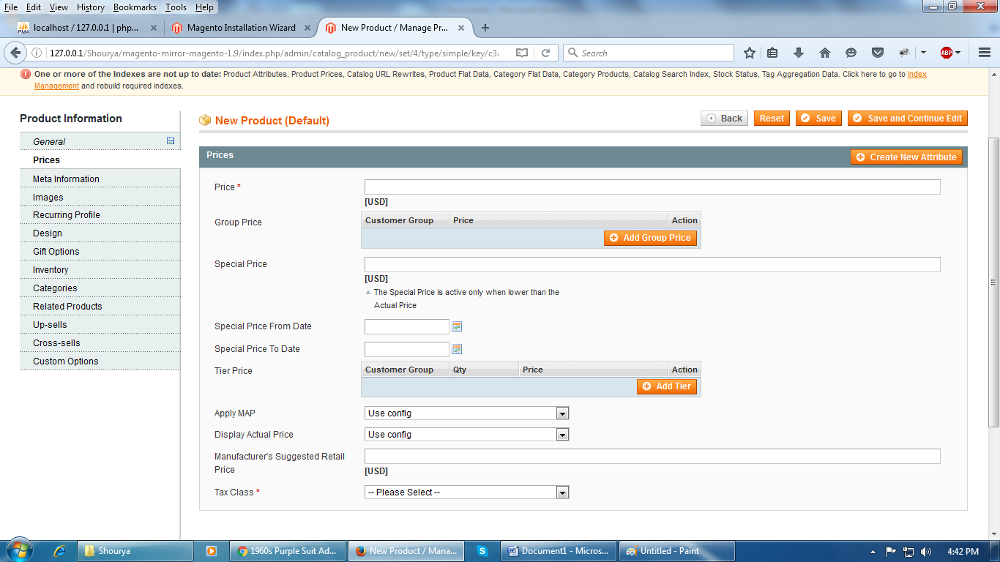 File Edit View History Bookmarks Tools Help
localhost / 127.0.0.1 | php...
Magento Installation Wizard
New Product / Manage Pr...
127.0.0.1/Shourya/magento-mirror-magento-1.9/index.php/admin/catalog_product/new/set/4/type/simple/key/c3a
Search
ABP
One or more of the Indexes are not up to date: Product Attributes, Product Prices, Catalog URL Rewrites, Product Flat Data, Category Flat Data, Category Products, Catalog Search Index, Stock Status, Tag Aggregation Data. Click here to go to Index
Management and rebuild required indexes.
Product Information
General
Prices
Meta Information
Images
Recurring Profile
Design
Gift Options
Inventory
Categories
Related Products
Up-sells
Cross-sells
Custom Options
New Product (Default)
Back
Reset
Save
Save and Continue Edit
Prices
Create New Attribute
Price *
[USD]
Group Price
Customer Group Price Action
Add Group Price
Special Price
[USD]
The Special Price is active only when lower than the
Actual Price
Special Price From Date
Special Price To Date
Tier Price
Customer Group Qty Price Action
Add Tier
Apply MAP
Use config
Display Actual Price
Use config
Manufacturer's Suggested Retail
Price
[USD]
Tax Class *
-- Please Select --
Shourya
1960s Purple Suit Ad...
New Product / Mana...
Document1 - Micros...
Untitled - Paint
4:42 PM